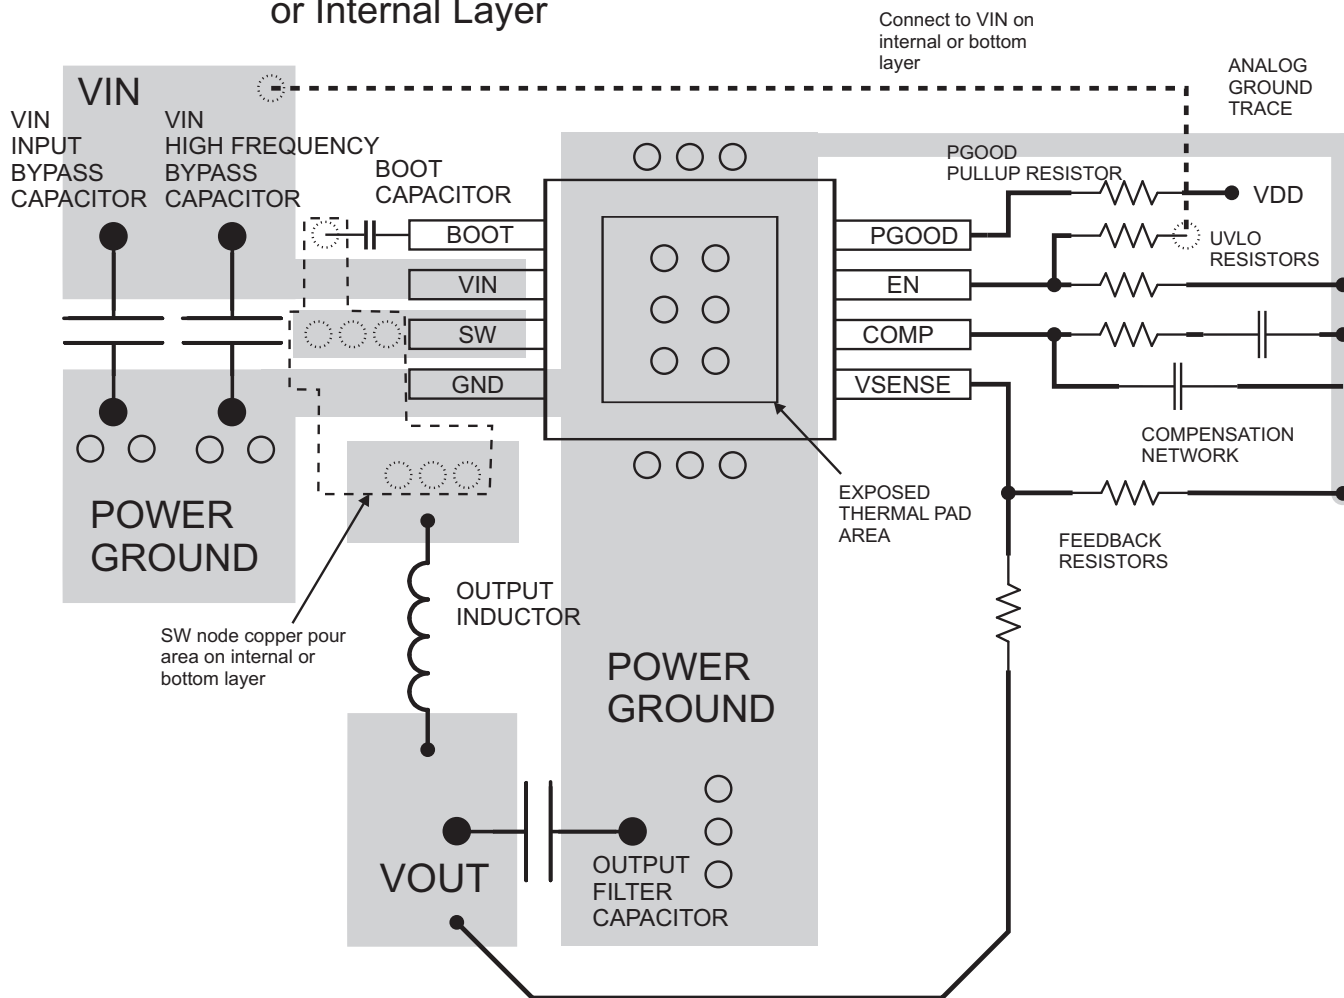 or Internal Layer
Connect to VIN on
internal or bottom
layer
ANALOG
GROUND
TRACE
VIN
VIN
INPUT
BYPASS
CAPACITOR
VIN
HIGH FREQUENCY
BYPASS
CAPACITOR
BOOT
CAPACITOR
PGOOD
PULLUP RESISTOR
VDD
BOOT
VIN
SW
GND
PGOOD
EN
COMP
VSENSE
UVLO
RESISTORS
COMPENSATION
NETWORK
EXPOSED
THERMAL PAD
AREA
FEEDBACK
RESISTORS
POWER
GROUND
SW node copper pour
area on internal or
bottom layer
OUTPUT
INDUCTOR
POWER
GROUND
VOUT
OUTPUT
FILTER
CAPACITOR